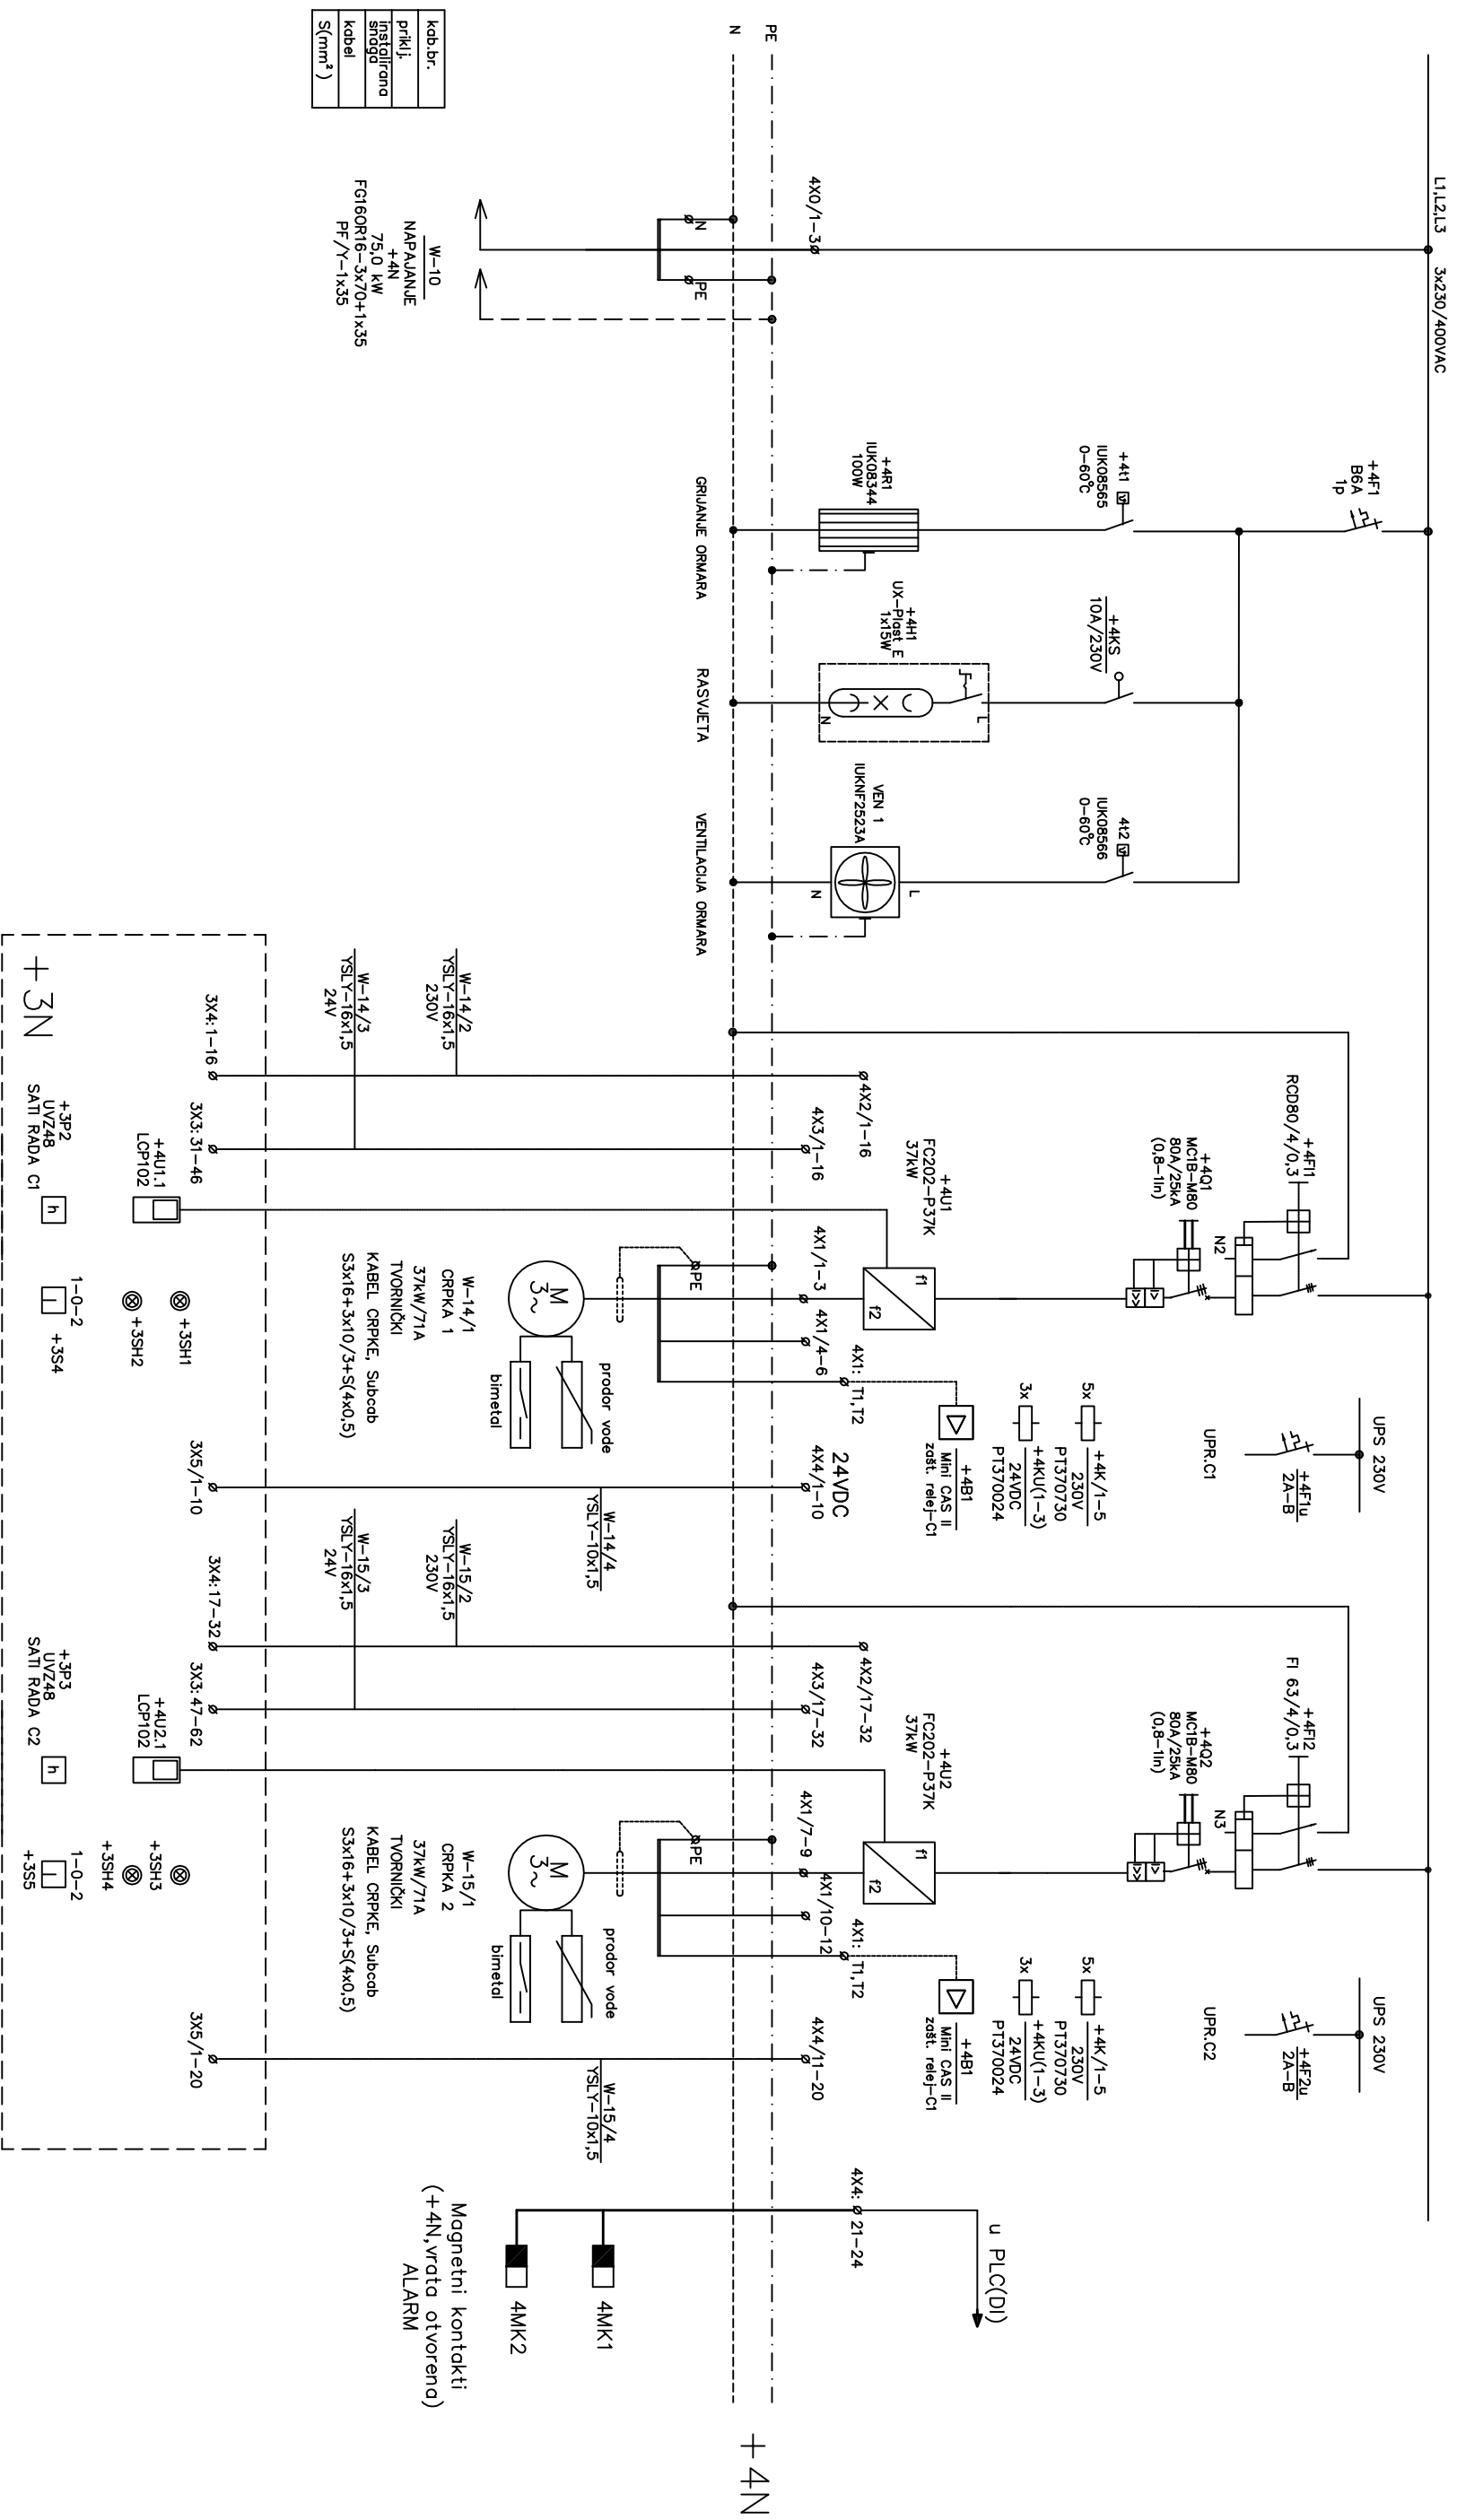 L1,L2,L3
3x230/400VAC
PE
N
kab.br.
priklj.
instalirana
snaga
kabel
S(mm²)
4X0/1-3
N
PE
W-10
NAPAJANJE
+4N
75,0 kW
FG16OR16-3x70+1x35
PF/Y-1x35
+4F1
B6A
1p
+4t1
IUK08565
0-60°C
+4R1
IUK08344
100W
GRIJANJE ORMARA
+4KS
10A/230V
+4H1
UX-Plast E
1x15W
L
N
RASVJETA
4t2
IUK08566
0-60°C
VEN 1
IUKNF2523A
L
N
VENTILACIJA ORMARA
+4FI1
RCD80/4/0,3
N2
+4Q1
MC1B-M80
80A/25kA
(0,8-1In)
+4U1
FC202-P37K
37kW
f1
f2
4X2/1-16
4X3/1-16
4X1/1-3
4X1/4-6
4X1: T1,T2
PE
W-14/2
YSLY-16x1,5
230V
W-14/3
YSLY-16x1,5
24V
M
3~
prodor vode
bimetal
W-14/1
CRPKA 1
37kW/71A
TVORNIČKI
KABEL CRPKE, Subcab
S3x16+3x10/3+S(4x0,5)
UPS 230V
+4F1u
2A-B
UPR.C1
5x
+4K/1-5
230V
PT370730
3x
+4KU(1-3)
24VDC
PT370024
+4B1
Mini CAS II
zašt. relej-C1
24VDC
4X4/1-10
W-14/4
YSLY-10x1,5
+4FI2
FI 63/4/0,3
N3
+4Q2
MC1B-M80
80A/25kA
(0,8-1In)
+4U2
FC202-P37K
37kW
f1
f2
4X2/17-32
4X3/17-32
4X1/7-9
4X1/10-12
4X1: T1,T2
PE
W-15/2
YSLY-16x1,5
230V
W-15/3
YSLY-16x1,5
24V
M
3~
prodor vode
bimetal
W-15/1
CRPKA 2
37kW/71A
TVORNIČKI
KABEL CRPKE, Subcab
S3x16+3x10/3+S(4x0,5)
UPS 230V
+4F2u
2A-B
UPR.C2
5x
+4K/1-5
230V
PT370730
3x
+4KU(1-3)
24VDC
PT370024
+4B1
Mini CAS II
zašt. relej-C1
4X4/11-20
W-15/4
YSLY-10x1,5
u PLC(DI)
4X4:
21-24
4MK1
4MK2
Magnetni kontakti
(+4N,vrata otvorena)
ALARM
+4N
+3N
3X4:1-16
3X3:31-46
+4U1.1
LCP102
+3P2
UVZ48
SATI RADA C1
h
+3SH1
+3SH2
1-0-2
+3S4
3X5/1-10
3X4:17-32
3X3:47-62
+4U2.1
LCP102
+3P3
UVZ48
SATI RADA C2
h
+3SH3
+3SH4
1-0-2
+3S5
3X5/1-20